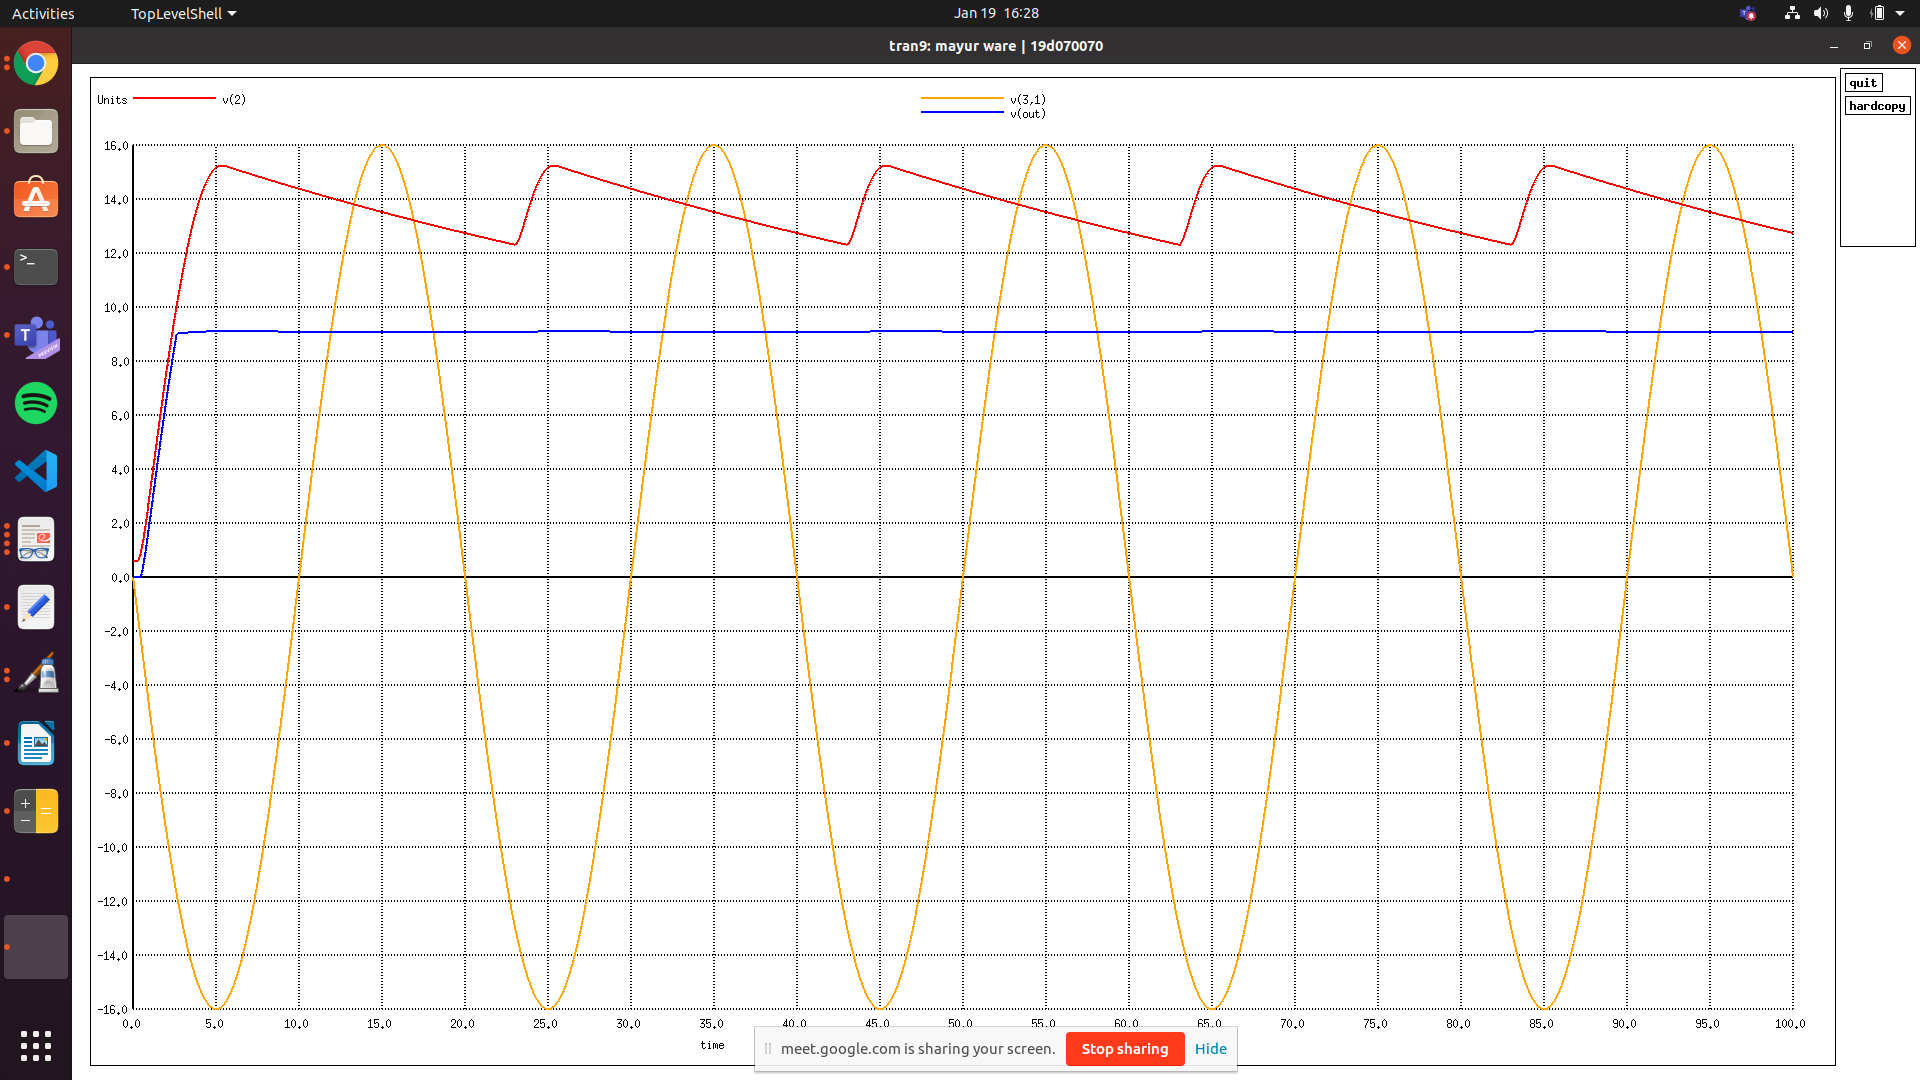 Activities TopLevelShell Jan 19 16:28
tran9: mayur ware | 19d070070
quit
hardcopy
Units v(2) v(3,1)
v(out)
16.0
14.0
12.0
10.0
8.0
6.0
4.0
2.0
0.0
-2.0
-4.0
-6.0
-8.0
-10.0
-12.0
-14.0
-16.0
0.0 5.0 10.0 15.0 20.0 25.0 30.0 35.0 40.0 45.0 50.0 55.0 60.0 65.0 70.0 75.0 80.0 85.0 90.0 95.0 100.0
time
meet.google.com is sharing your screen. Stop sharing Hide